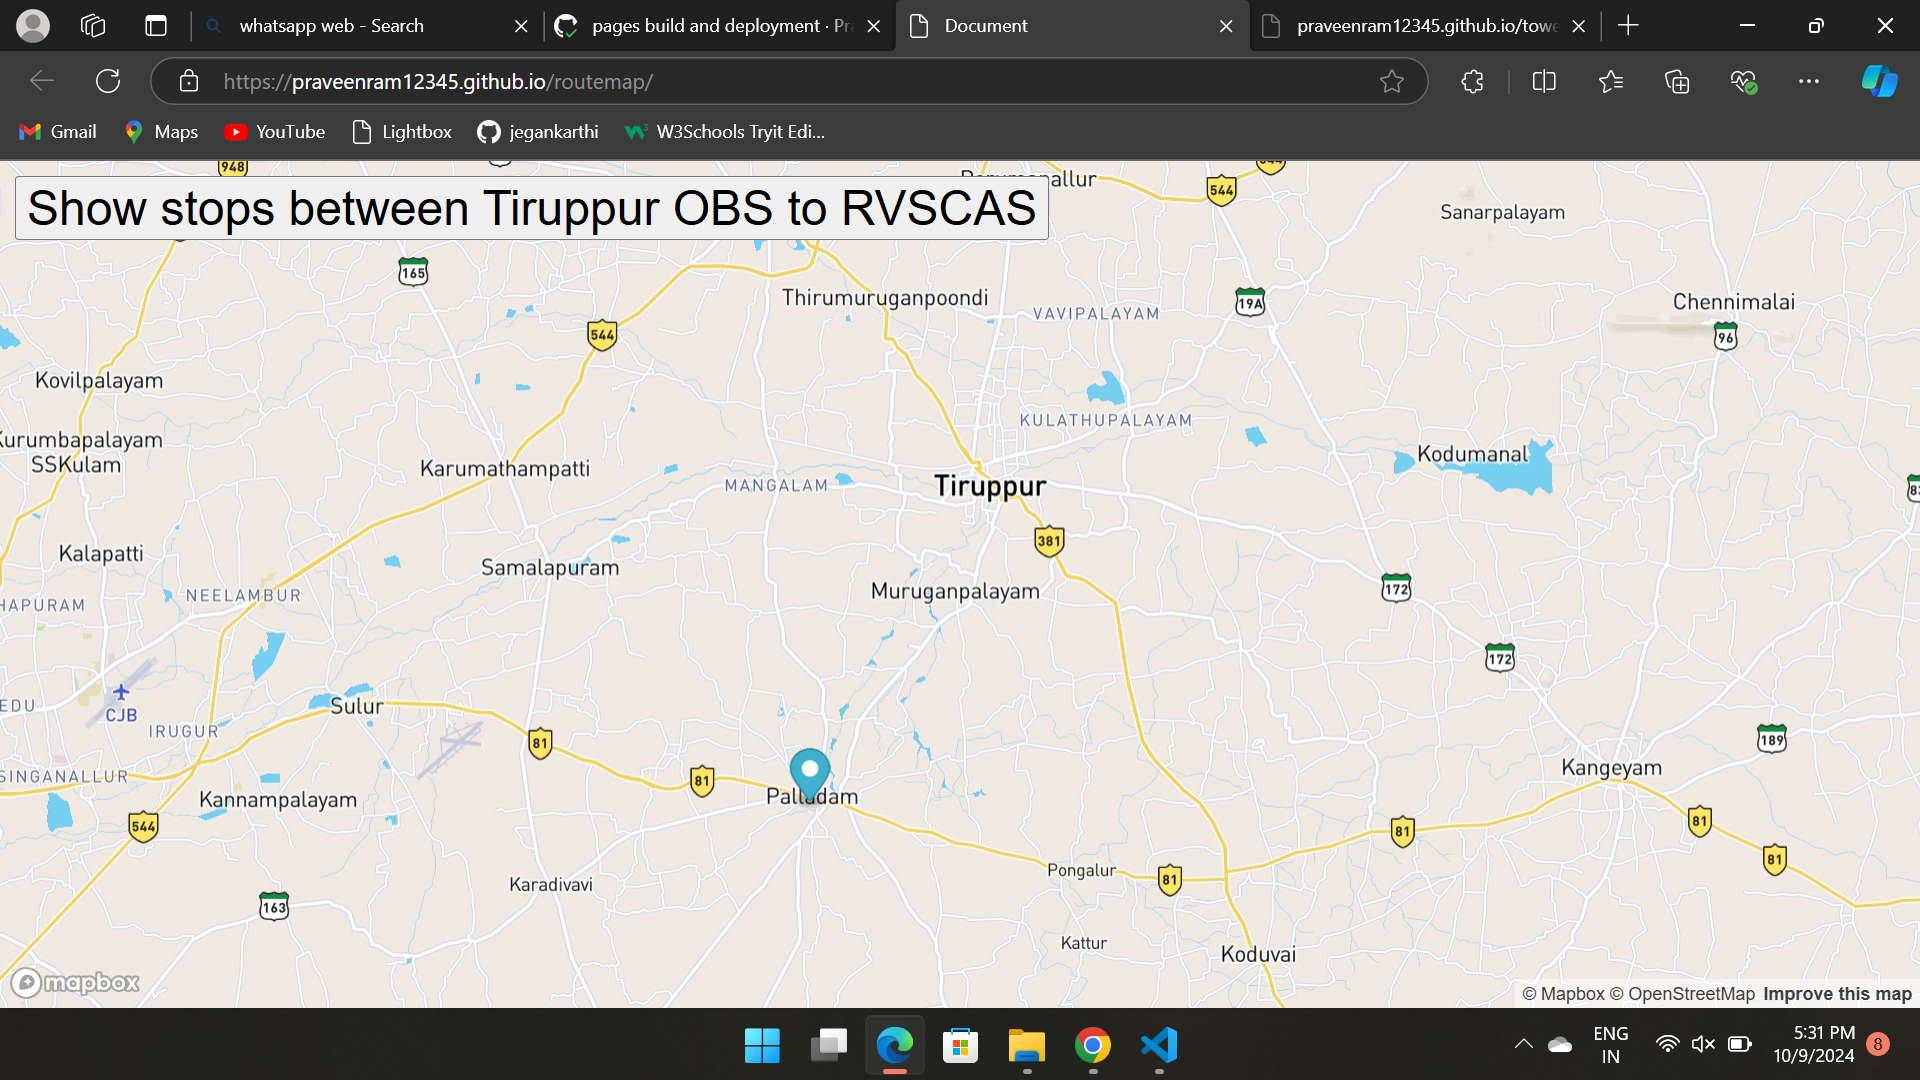 whatsapp web - Search
pages build and deployment · Pra
Document
praveenram12345.github.io/towe
https://praveenram12345.github.io/routemap/
Gmail
Maps
YouTube
Lightbox
jegankarthi
W3Schools Tryit Edi...
948
544
Show stops between Tiruppur OBS to RVSCAS
544
Sanarpalayam
165
Thirumuruganpoondi
19A
VAVIPALAYAM
Chennimalai
544
96
Kovilpalayam
KULATHUPALAYAM
Kurumbapalayam
SSKulam
Karumathampatti
Kodumanal
MANGALAM
Tiruppur
381
Kalapatti
Samalapuram
NEELAMBUR
HAPURAM
Muruganpalayam
172
172
EDU
CJB
Sulur
IRUGUR
81
189
SINGANALLUR
81
Kangeyam
Kannampalayam
Palladam
544
81
81
81
Pongalur
81
Karadivavi
163
Kattur
Koduvai
mapbox
© Mapbox © OpenStreetMap Improve this map
ENG
IN
5:31 PM
10/9/2024
8